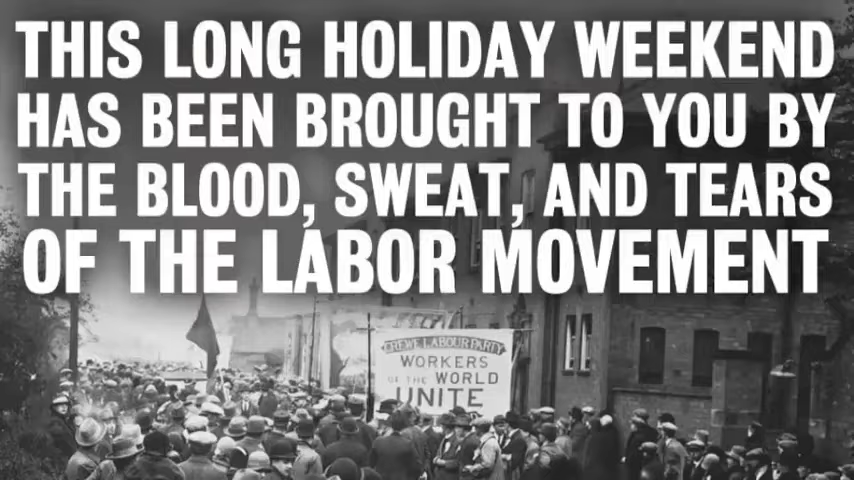 THIS LONG HOLIDAY WEEKEND
HAS BEEN BROUGHT TO YOU BY
THE BLOOD, SWEAT, AND TEARS
OF THE LABOR MOVEMENT
CREWE LABOUR PARTY
WORKERS
OF THE WORLD
UNITE